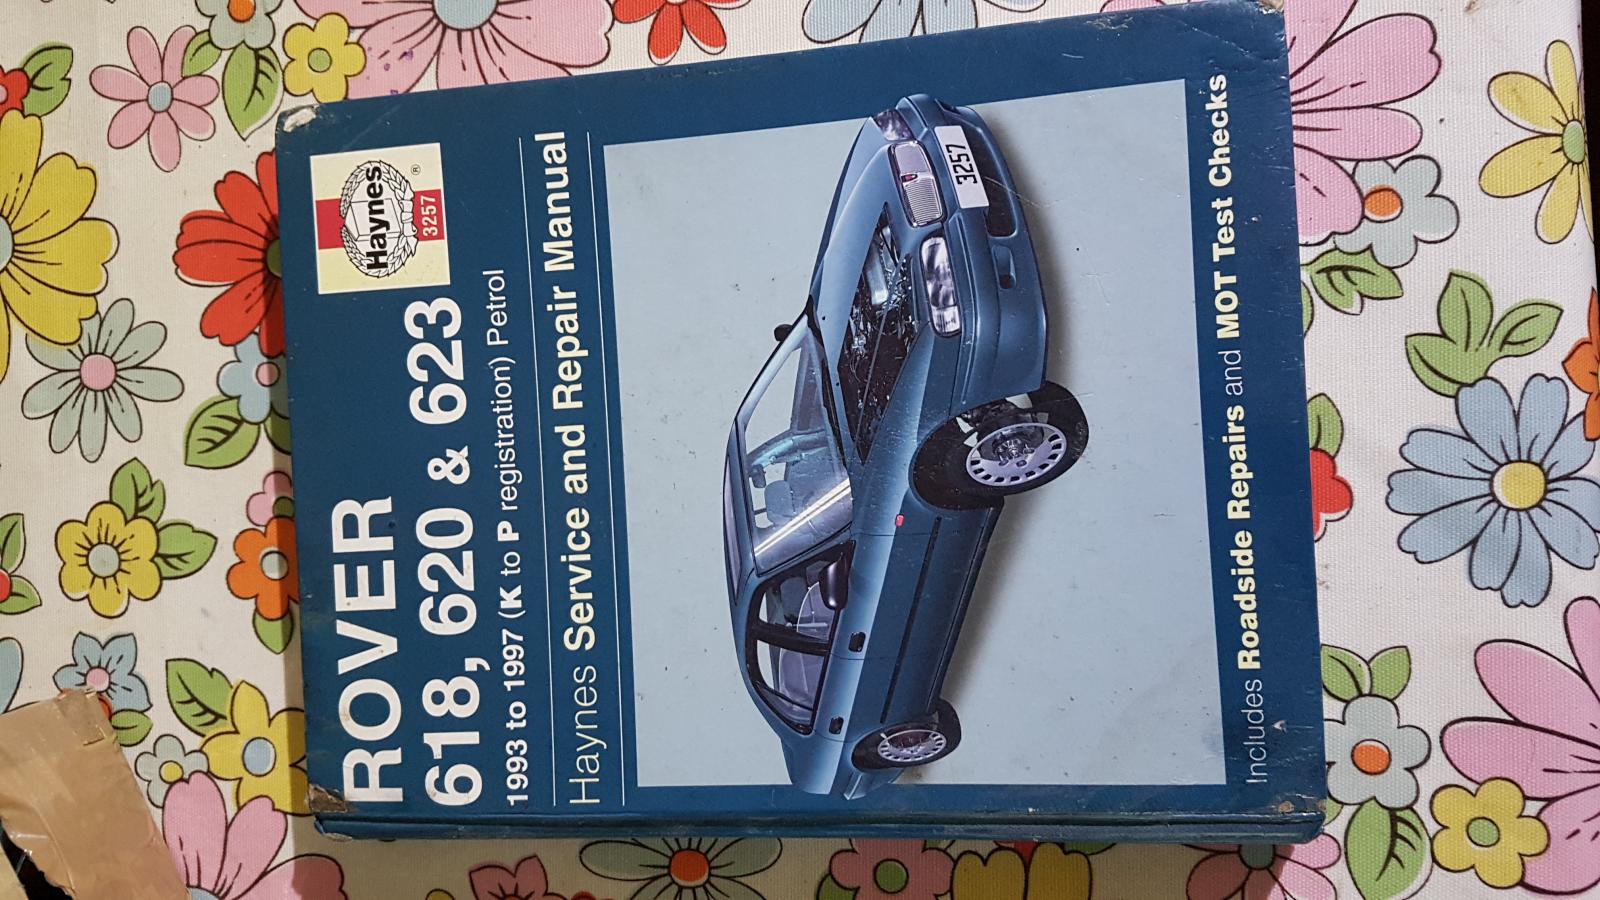 Haynes
®
3257
ROVER
618, 620 & 623
1993 to 1997 (K to P registration) Petrol
Haynes Service and Repair Manual
3257
Includes Roadside Repairs and MOT Test Checks